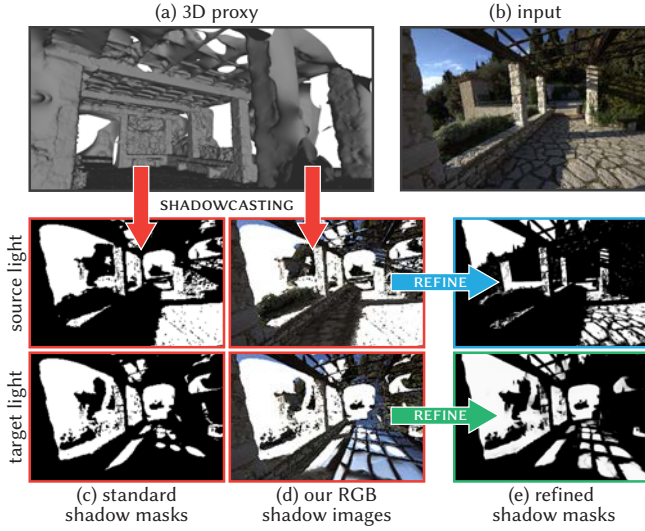 (a) 3D proxy
(b) input
SHADOWCASTING
source light
REFINE
target light
REFINE
(c) standard
shadow masks
(d) our RGB
shadow images
(e) refined
shadow masks